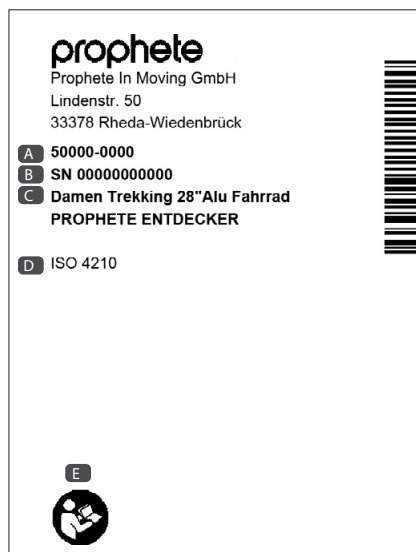 prophete
Prophete In Moving GmbH
Lindenstr. 50
33378 Rheda-Wiedenbrück
A 50000-0000
B SN 00000000000
C Damen Trekking 28"Alu Fahrrad
PROPHETE ENTDECKER
D ISO 4210
E